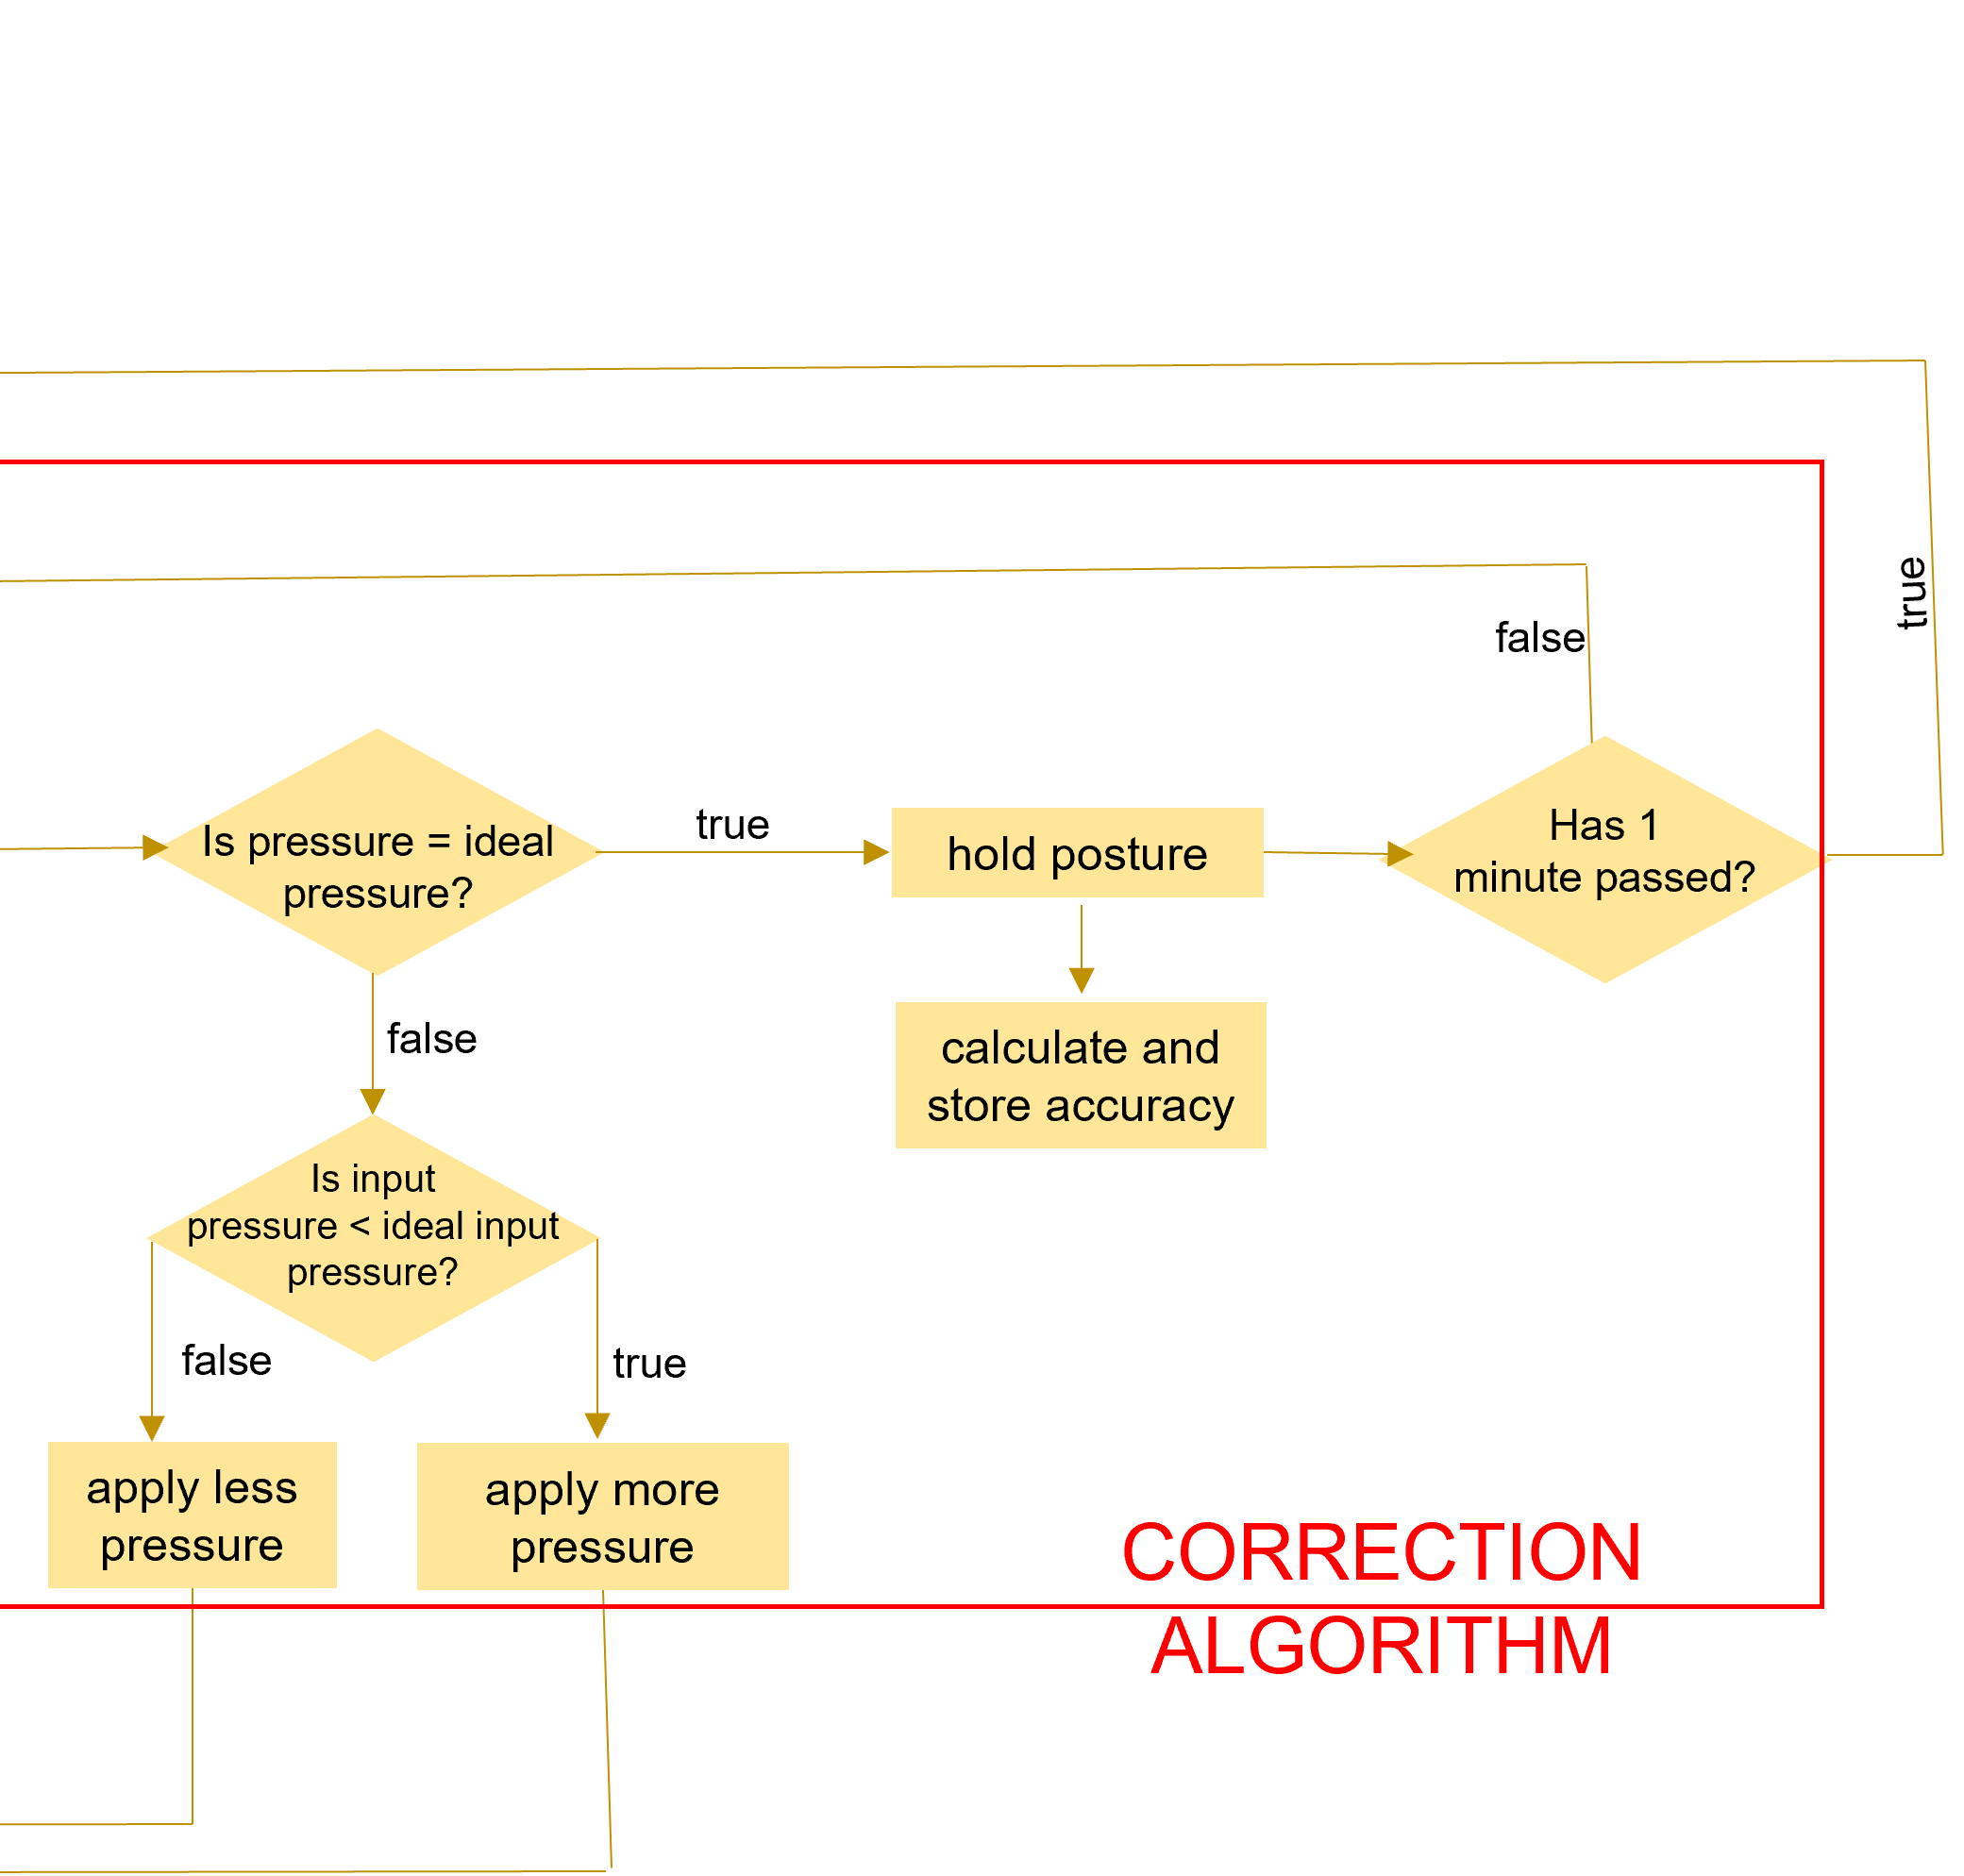 true
false
Is pressure = ideal
pressure?
true
hold posture
Has 1
minute passed?
false
calculate and
store accuracy
Is input
pressure < ideal input
pressure?
false
true
apply less
pressure
apply more
pressure
CORRECTION
ALGORITHM